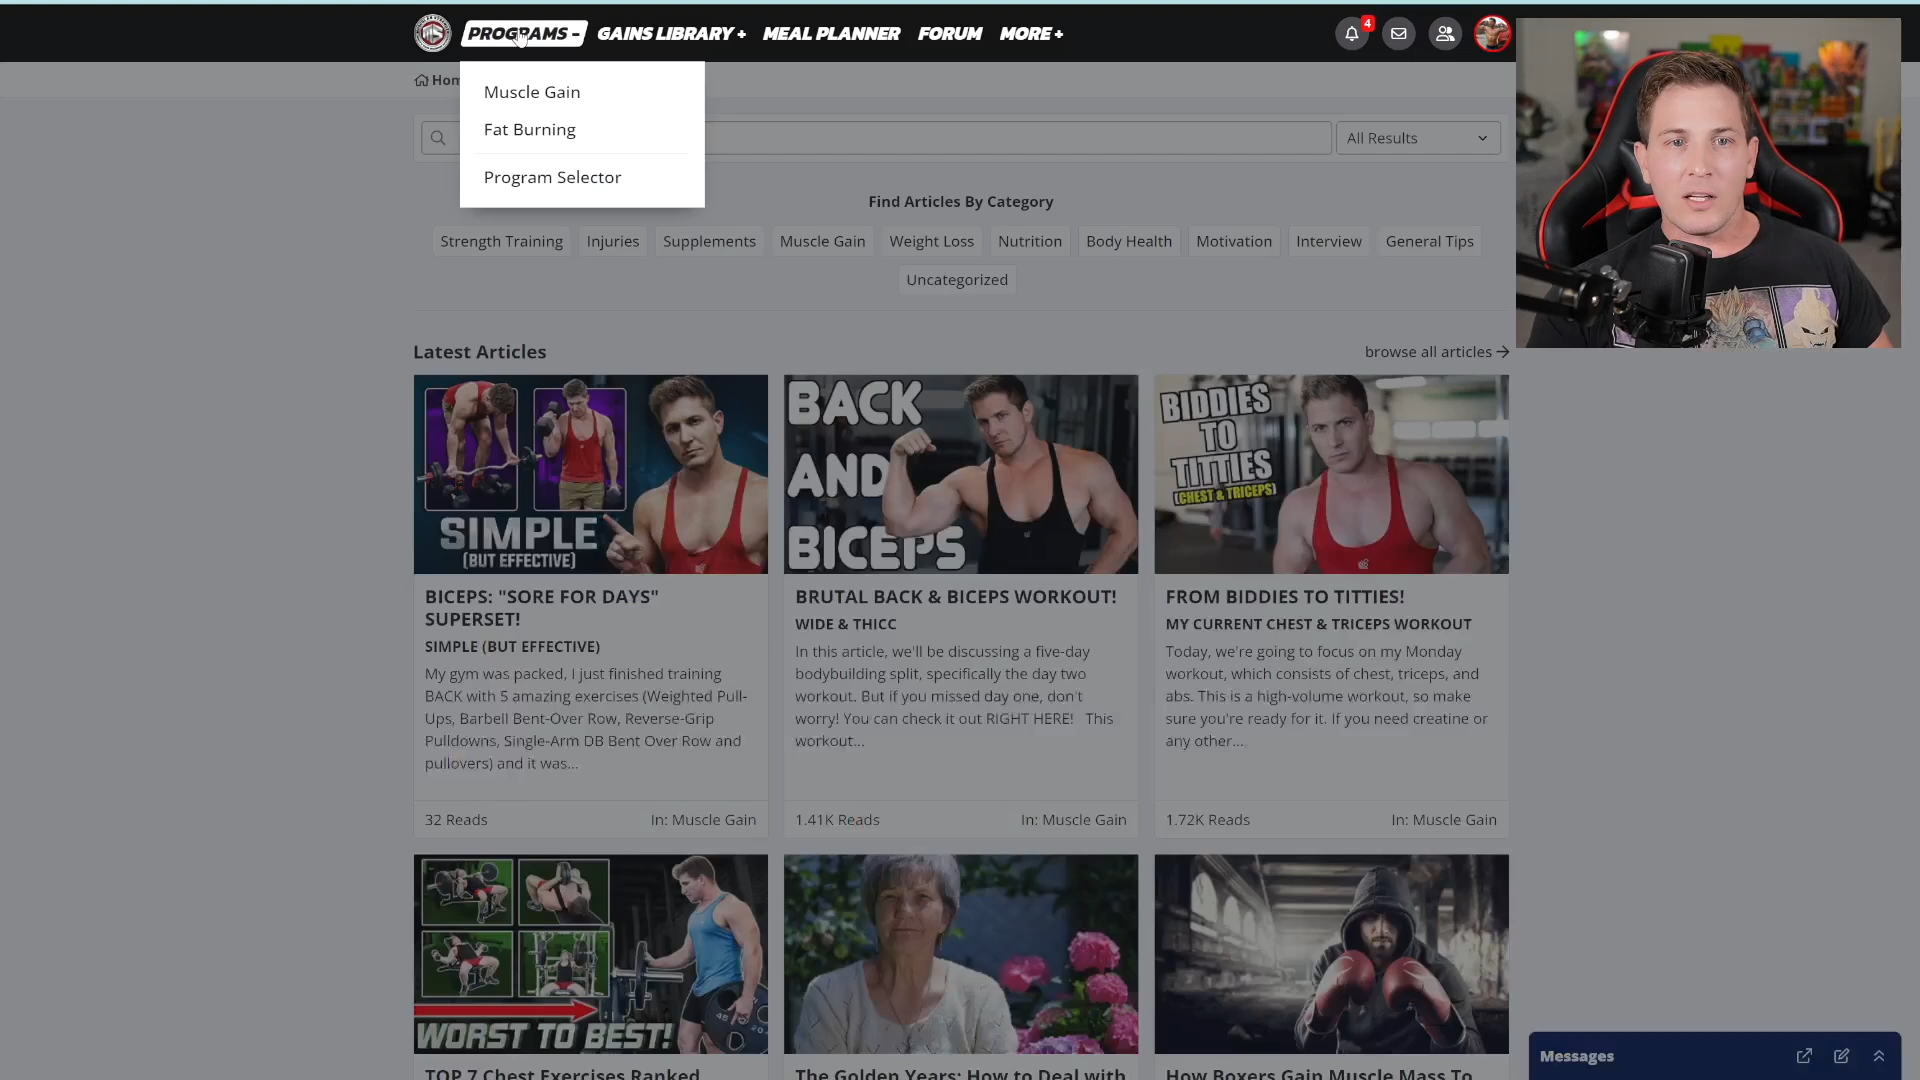 PROGRAMS -
GAINS LIBRARY +
MEAL PLANNER
FORUM
MORE +
4
Muscle Gain
Fat Burning
Program Selector
All Results
Find Articles By Category
Strength Training
Injuries
Supplements
Muscle Gain
Weight Loss
Nutrition
Body Health
Motivation
Interview
General Tips
Uncategorized
Latest Articles
browse all articles
SIMPLE
(BUT EFFECTIVE)
BICEPS: "SORE FOR DAYS"
SUPERSET!
SIMPLE (BUT EFFECTIVE)
My gym was packed, I just finished training
BACK with 5 amazing exercises (Weighted Pull-
Ups, Barbell Bent-Over Row, Reverse-Grip
Pulldowns, Single-Arm DB Bent Over Row and
pullovers) and it was...
32 Reads
In: Muscle Gain
BACK
AND
BICEPS
BRUTAL BACK & BICEPS WORKOUT!
WIDE & THICC
In this article, we'll be discussing a five-day
bodybuilding split, specifically the day two
workout. But if you missed day one, don't
worry! You can check it out RIGHT HERE! This
workout...
1.41K Reads
In: Muscle Gain
BIDDIES
TO
TITTIES
(CHEST & TRICEPS)
FROM BIDDIES TO TITTIES!
MY CURRENT CHEST & TRICEPS WORKOUT
Today, we're going to focus on my Monday
workout, which consists of chest, triceps, and
abs. This is a high-volume workout, so make
sure you're ready for it. If you need creatine or
any other...
1.72K Reads
In: Muscle Gain
WORST TO BEST!
TOP 7 Chest Exercises Ranked
The Golden Years: How to Deal with
How Boxers Gain Muscle Mass To
Messages